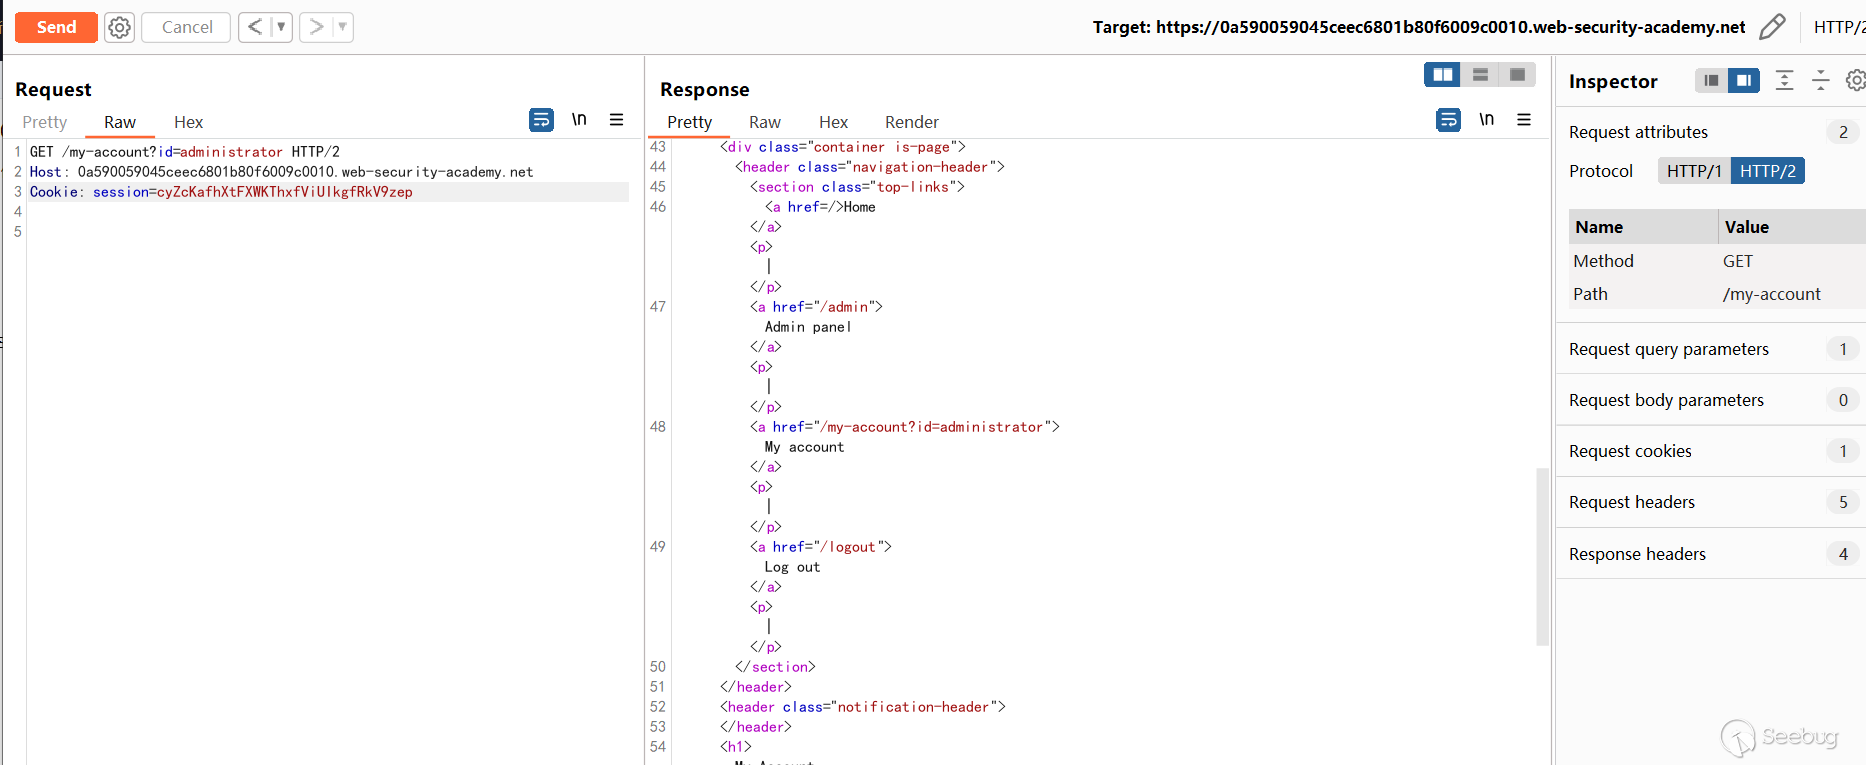 Send Cancel < ▼ > ▼ Target: https://0a590059045ceec6801b80f6009c0010.web-security-academy.net HTTP/2
Request
Pretty Raw Hex \n
1 GET /my-account?id=administrator HTTP/2
2 Host: 0a590059045ceec6801b80f6009c0010.web-security-academy.net
3 Cookie: session=cyZcKafhXtFXWKThxfViUlkgfRkV9zep
4
5
Response
Pretty Raw Hex Render \n
43 <div class="container is-page">
44 <header class="navigation-header">
45 <section class="top-links">
46 <a href=/>Home
</a>
<p>
|
</p>
47 <a href="/admin">
Admin panel
</a>
<p>
|
</p>
48 <a href="/my-account?id=administrator">
My account
</a>
<p>
|
</p>
49 <a href="/logout">
Log out
</a>
<p>
|
</p>
50 </section>
51 </header>
52 <header class="notification-header">
53 </header>
54 <h1>
My Account
Inspector
Request attributes 2
Protocol HTTP/1 HTTP/2
Name Value
Method GET
Path /my-account
Request query parameters 1
Request body parameters 0
Request cookies 1
Request headers 5
Response headers 4
Seebug